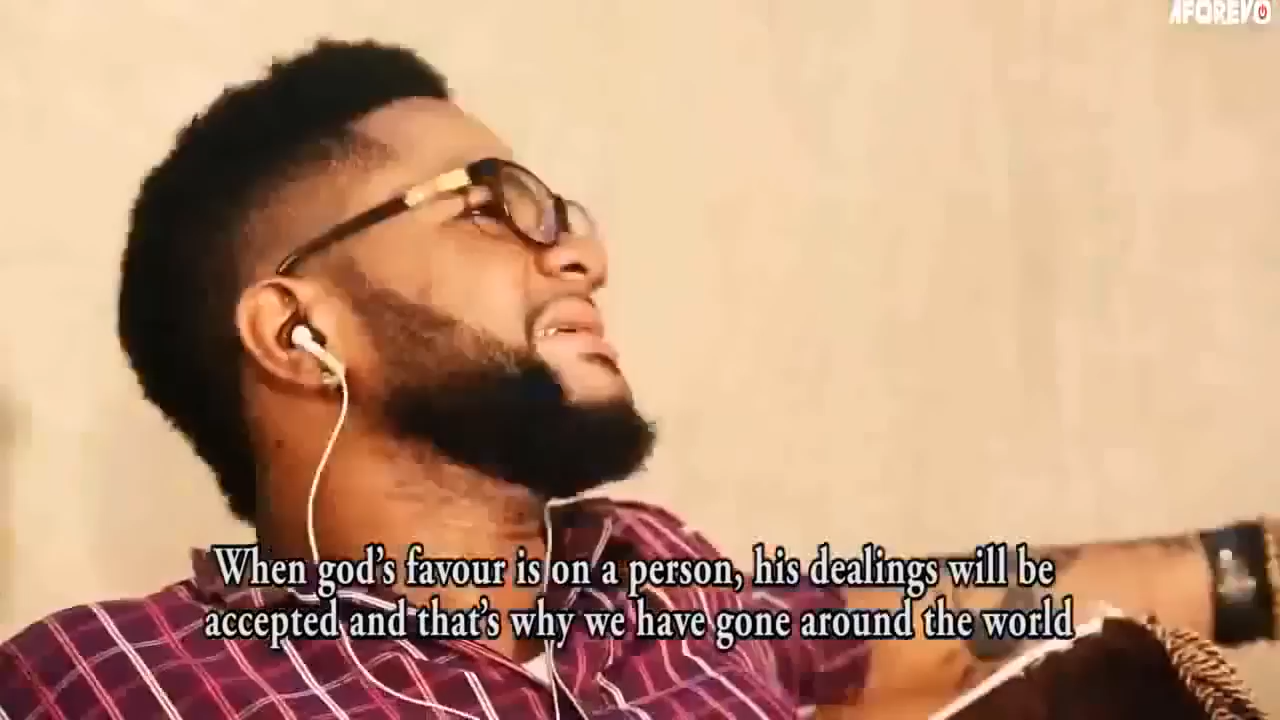 AFOREVO
When god's favour is on a person, his dealings will be
accepted and that's why we have gone around the world